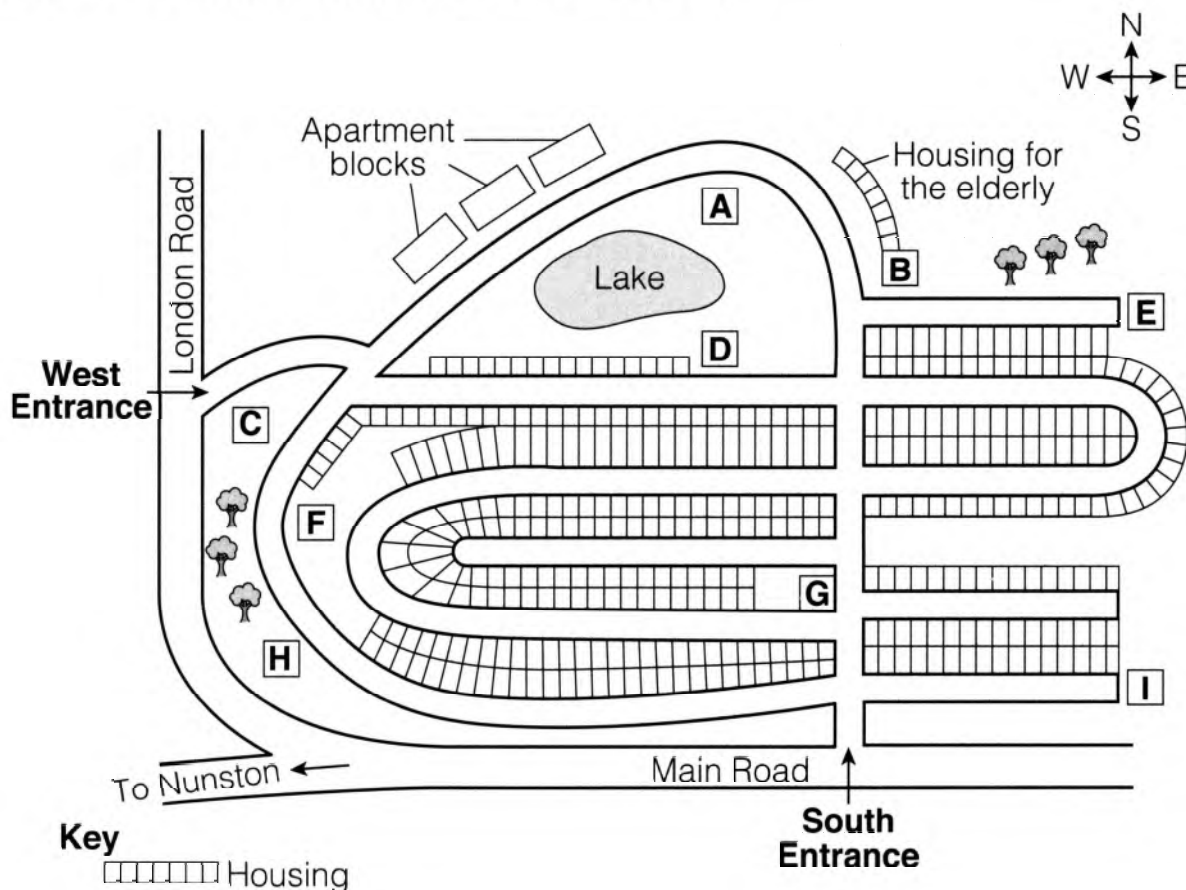 N
W E
S
Apartment
blocks
Housing for
the elderly
London Road
A
B
Lake
E
D
West
Entrance
C
F
G
H
I
To Nunston
Main Road
South
Entrance
Key
Housing